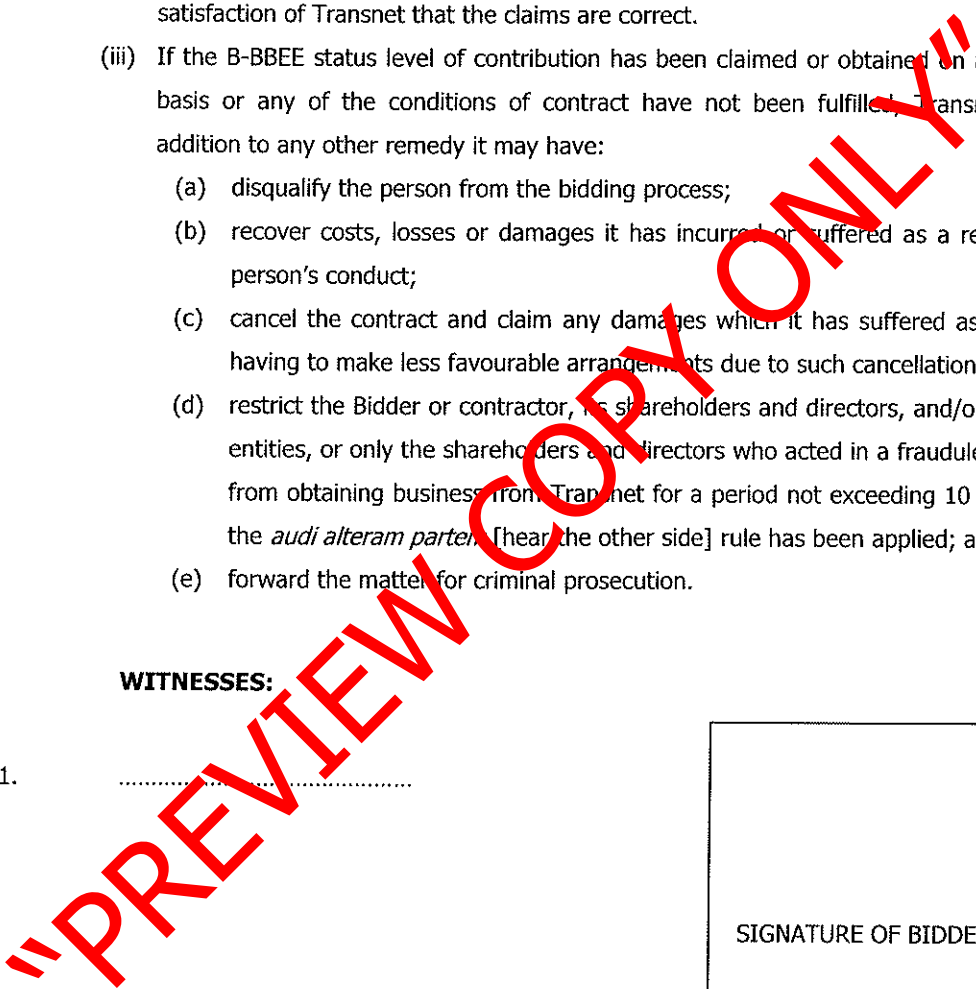 satisfaction of Transnet that the claims are correct.
(iii) If the B-BBEE status level of contribution has been claimed or obtained on
basis or any of the conditions of contract have not been fulfilled, Trans
addition to any other remedy it may have:
(a) disqualify the person from the bidding process;
(b) recover costs, losses or damages it has incurred or suffered as a re
person's conduct;
(c) cancel the contract and claim any damages which it has suffered as
having to make less favourable arrangements due to such cancellation
(d) restrict the Bidder or contractor, its shareholders and directors, and/o
entities, or only the shareholders and directors who acted in a fraudule
from obtaining business from Transnet for a period not exceeding 10
the audi alteram partem [hear the other side] rule has been applied; a
(e) forward the matter for criminal prosecution.
WITNESSES:
1. ..........................................
SIGNATURE OF BIDDE
"PREVIEW COPY ONLY"